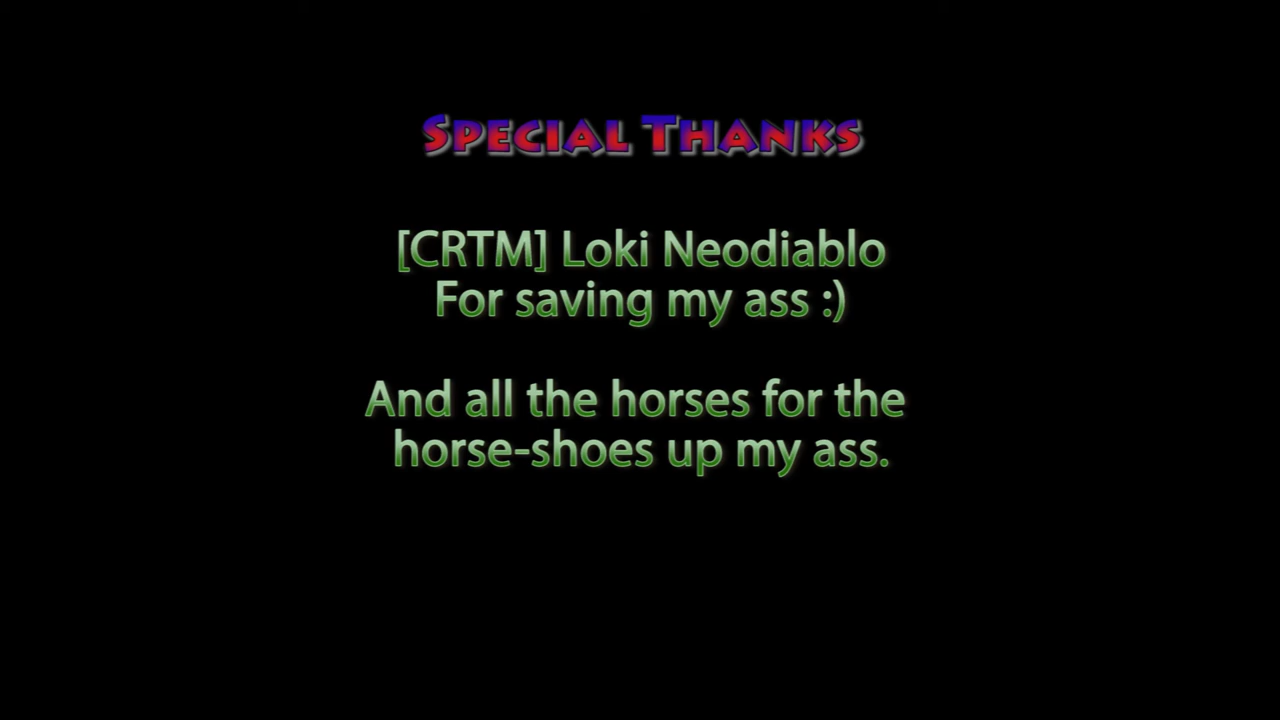 Special Thanks
[CRTM] Loki Neodiablo
For saving my ass :)
And all the horses for the
horse-shoes up my ass.